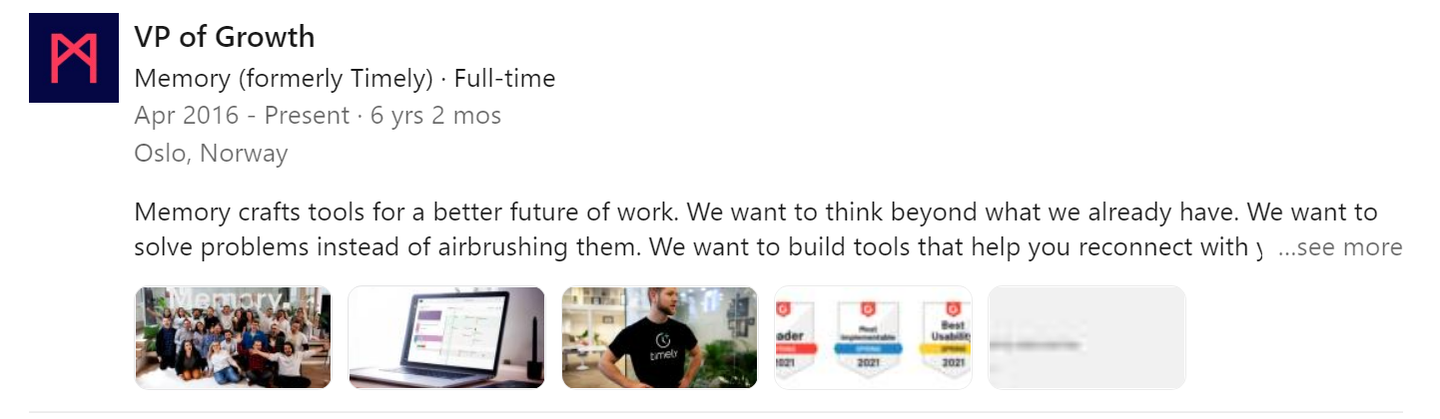 VP of Growth
Memory (formerly Timely) · Full-time
Apr 2016 - Present · 6 yrs 2 mos
Oslo, Norway
Memory crafts tools for a better future of work. We want to think beyond what we already have. We want to
solve problems instead of airbrushing them. We want to build tools that help you reconnect with y ...see more
Memory.
timely
ader
Most
Implementable
Best
Usability
SPRING
SPRING
SPRING
2021
2021
2021